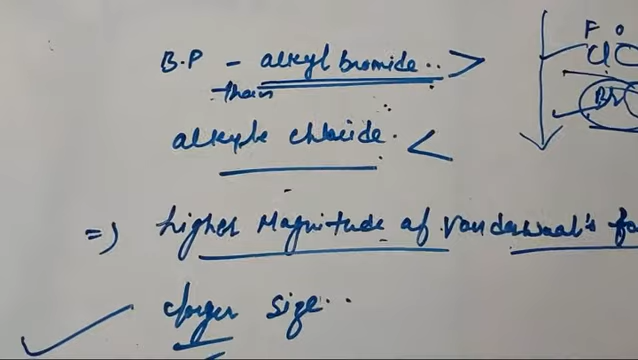 B.P - alkyl bromide.. >
than
alkyle chloride. <
=) higher Magnitude of vanderwaal's fo
larger size..
F
Cl
Br